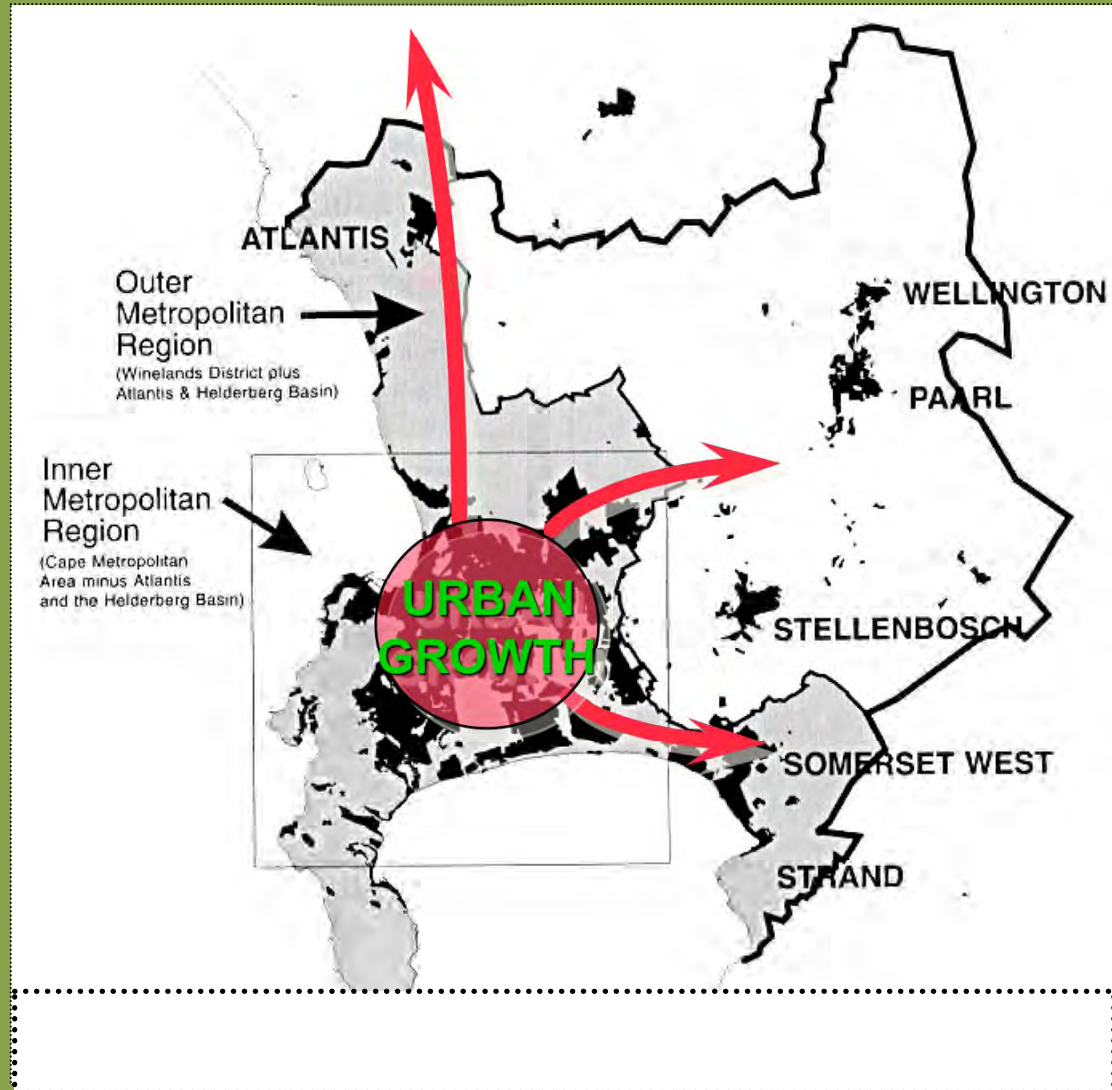 ATLANTIS
Outer
Metropolitan
Region
(Winelands District plus
Atlantis & Helderberg Basin)
WELLINGTON
PAARL
Inner
Metropolitan
Region
(Cape Metropolitan
Area minus Atlantis
and the Helderberg Basin)
URBAN
GROWTH
STELLENBOSCH
SOMERSET WEST
STRAND